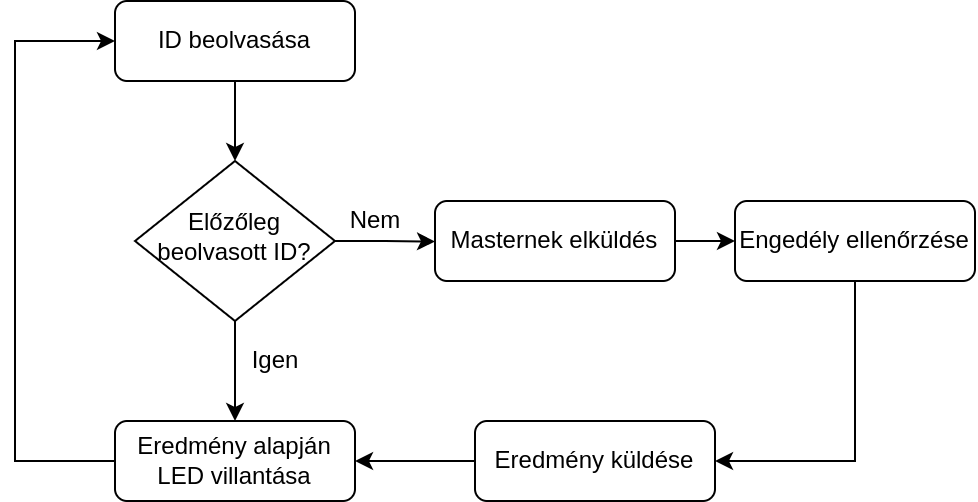 ID beolvasása
Előzőleg
beolvasott ID?
Nem
Masternek elküldés
Engedély ellenőrzése
Igen
Eredmény alapján
LED villantása
Eredmény küldése